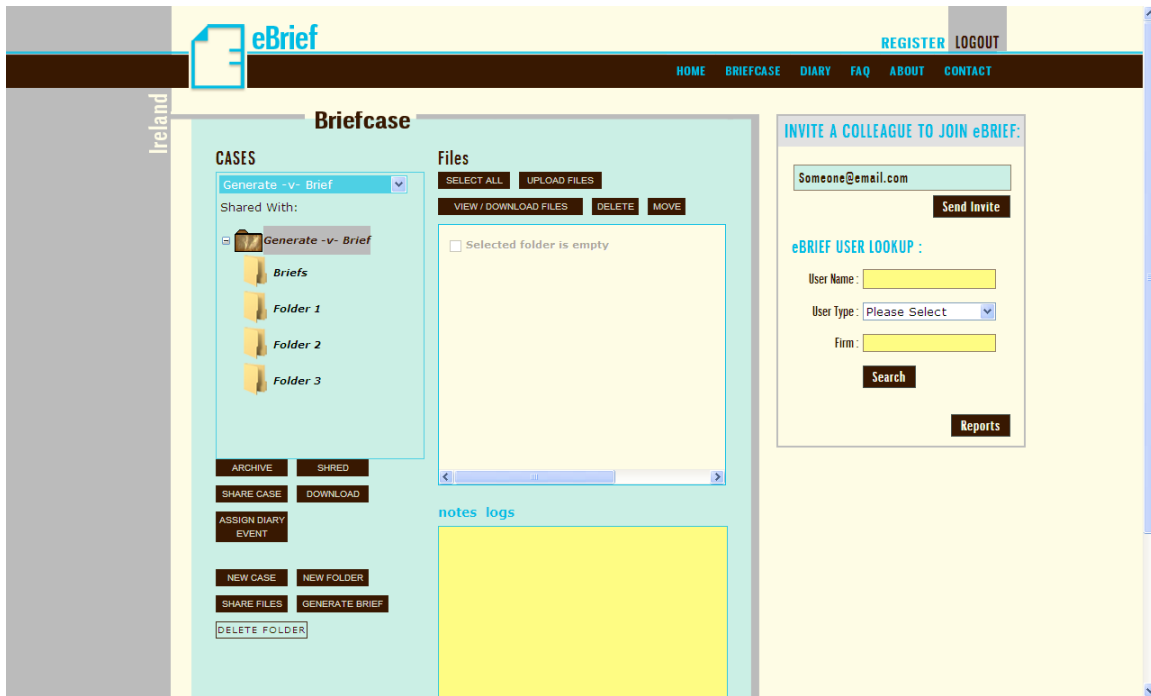 eBrief
REGISTER LOGOUT
HOME BRIEFCASE DIARY FAQ ABOUT CONTACT
Ireland
Briefcase
CASES
Generate -v- Brief
Shared With:
Generate -v- Brief
Briefs
Folder 1
Folder 2
Folder 3
ARCHIVE SHRED
SHARE CASE DOWNLOAD
ASSIGN DIARY
EVENT
NEW CASE NEW FOLDER
SHARE FILES GENERATE BRIEF
DELETE FOLDER
Files
SELECT ALL UPLOAD FILES
VIEW / DOWNLOAD FILES DELETE MOVE
Selected folder is empty
notes logs
INVITE A COLLEAGUE TO JOIN eBRIEF:
Someone@email.com
Send Invite
eBRIEF USER LOOKUP :
User Name :
User Type : Please Select
Firm :
Search
Reports